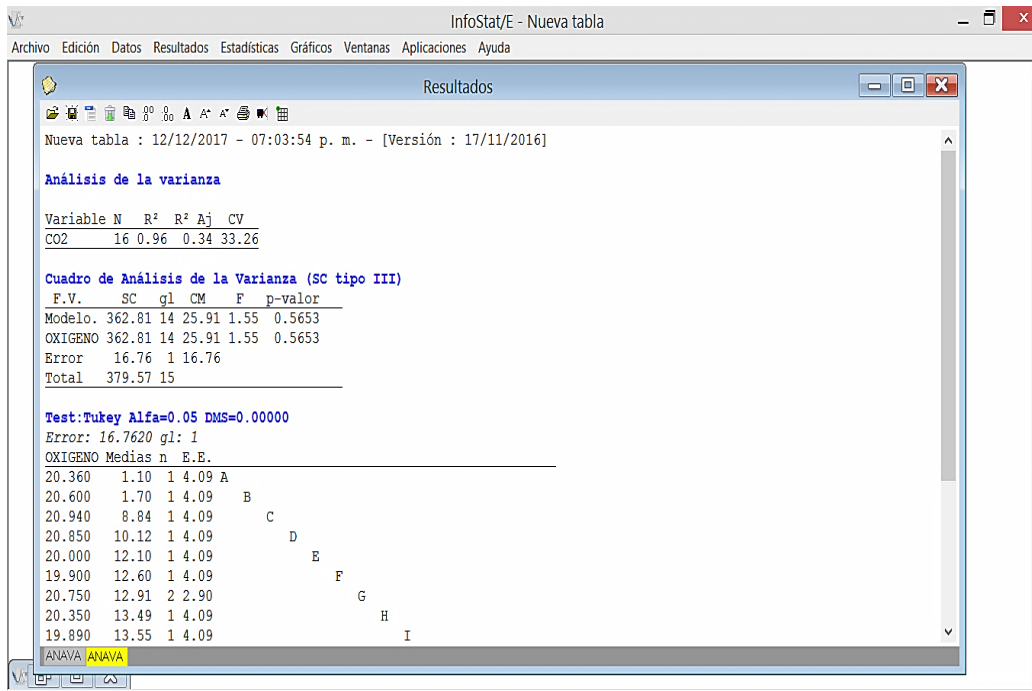 InfoStat/E - Nueva tabla
Archivo Edición Datos Resultados Estadísticas Gráficos Ventanas Aplicaciones Ayuda
Resultados
Nueva tabla : 12/12/2017 - 07:03:54 p. m. - [Versión : 17/11/2016]
Análisis de la varianza
Variable N R² R² Aj CV
CO2 16 0.96 0.34 33.26
Cuadro de Análisis de la Varianza (SC tipo III)
F.V. SC gl CM F p-valor
Modelo. 362.81 14 25.91 1.55 0.5653
OXIGENO 362.81 14 25.91 1.55 0.5653
Error 16.76 1 16.76
Total 379.57 15
Test:Tukey Alfa=0.05 DMS=0.00000
Error: 16.7620 gl: 1
OXIGENO Medias n E.E.
20.360 1.10 1 4.09 A
20.600 1.70 1 4.09 B
20.940 8.84 1 4.09 C
20.850 10.12 1 4.09 D
20.000 12.10 1 4.09 E
19.900 12.60 1 4.09 F
20.750 12.91 2 2.90 G
20.350 13.49 1 4.09 H
19.890 13.55 1 4.09 I
ANAVA ANAVA